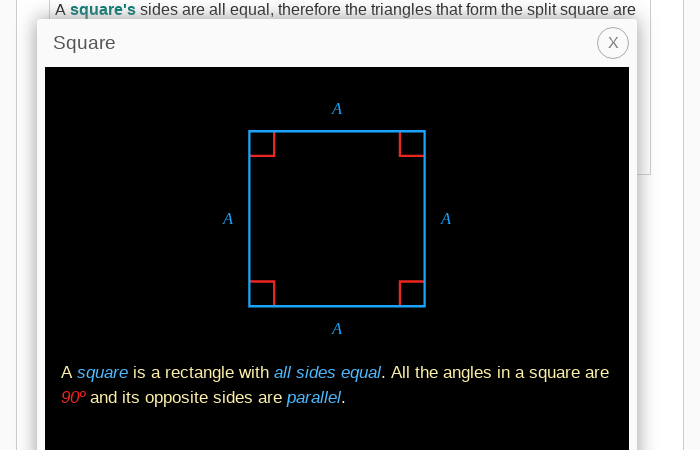 A square's sides are all equal, therefore the triangles that form the split square are
Square
X
A
A
A
A
A square is a rectangle with all sides equal. All the angles in a square are
90º and its opposite sides are parallel.